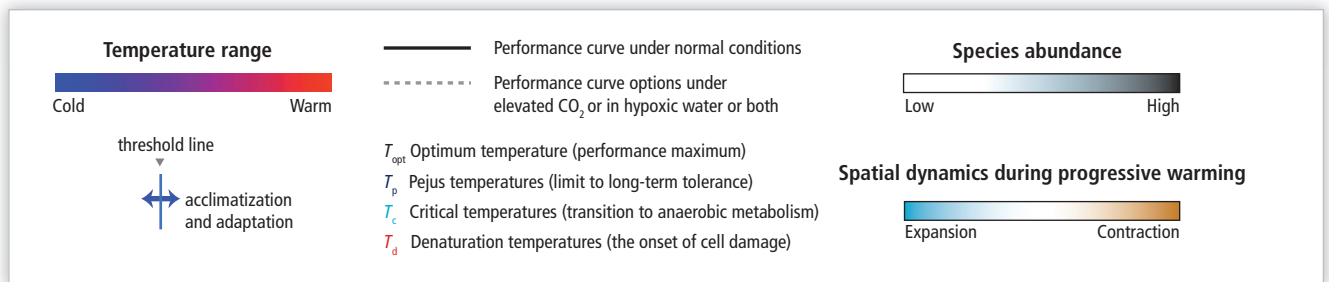 Temperature range
Cold Warm
threshold line
acclimatization
and adaptation
Performance curve under normal conditions
Performance curve options under
elevated CO2 or in hypoxic water or both
Topt Optimum temperature (performance maximum)
Tp Pejus temperatures (limit to long-term tolerance)
Tc Critical temperatures (transition to anaerobic metabolism)
Td Denaturation temperatures (the onset of cell damage)
Species abundance
Low High
Spatial dynamics during progressive warming
Expansion Contraction